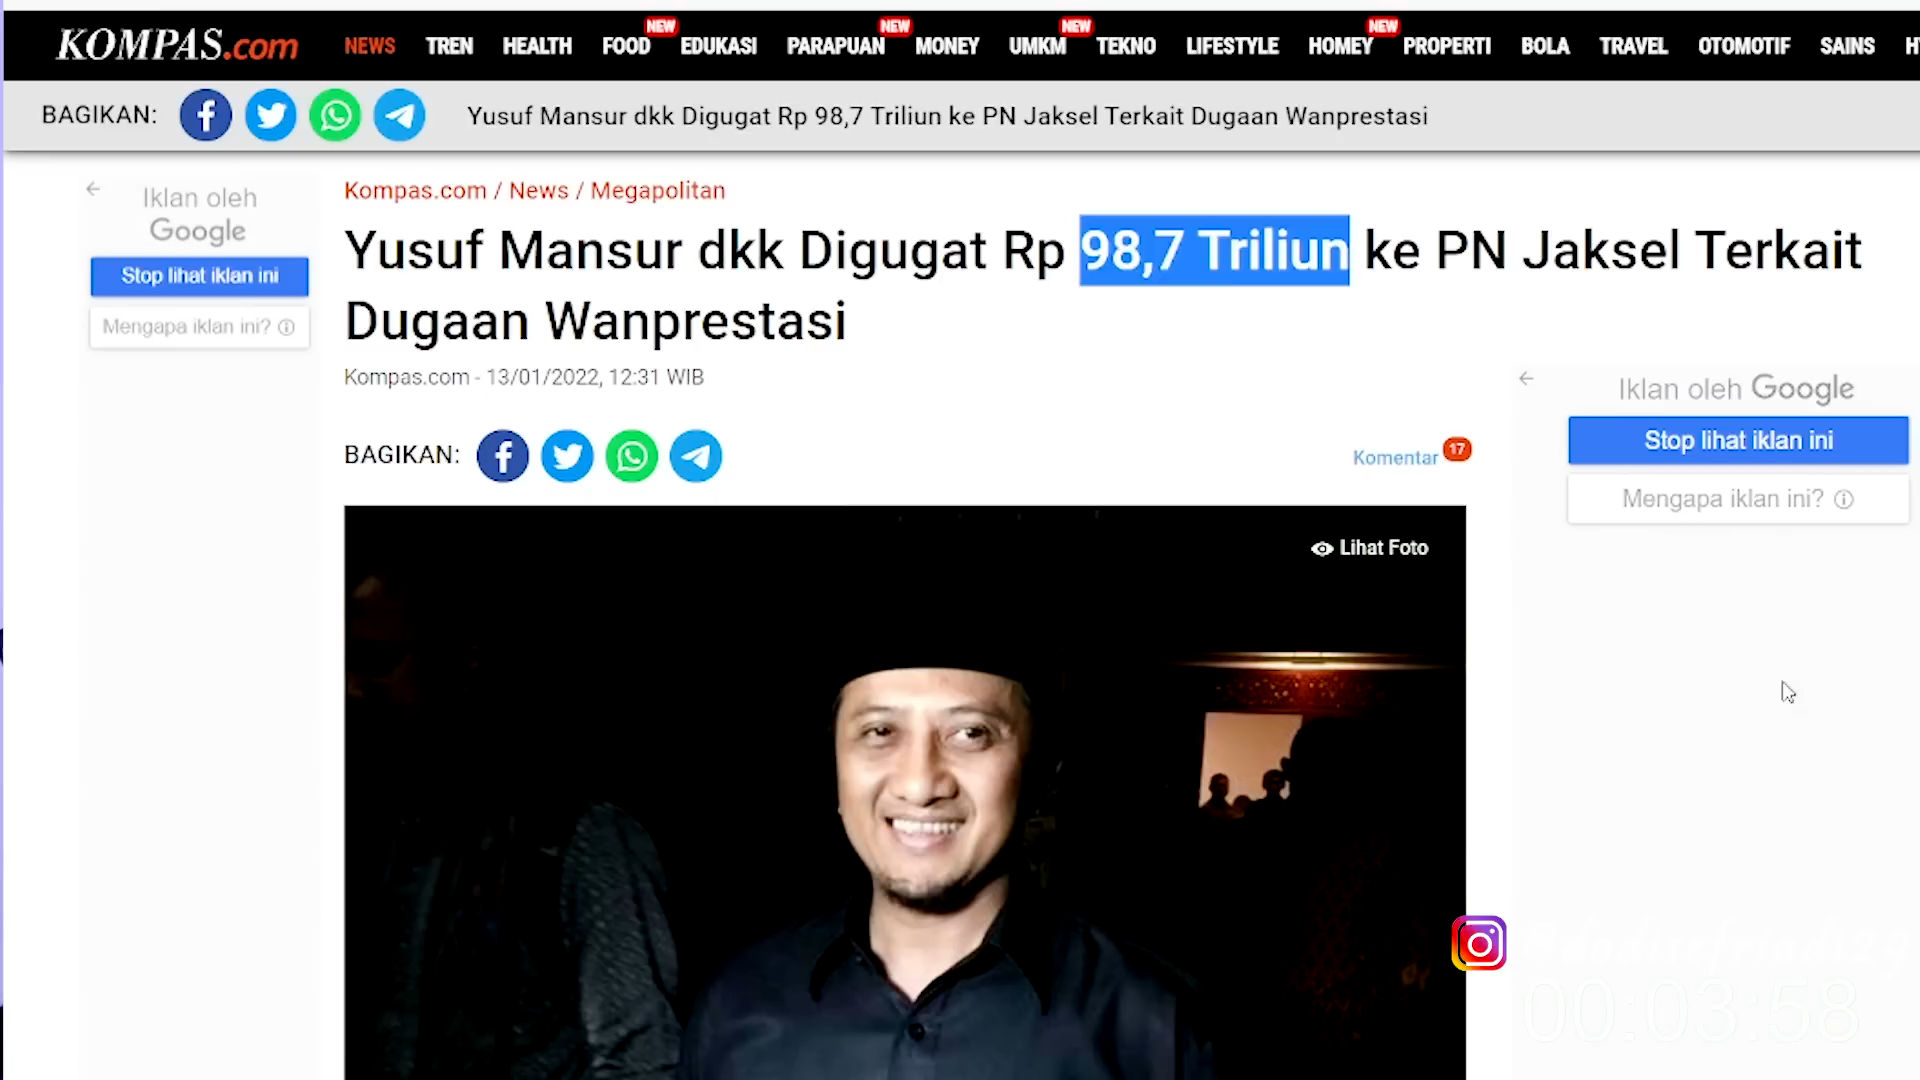 KOMPAS.com NEWS TREN HEALTH FOOD NEW EDUKASI PARAPUAN NEW MONEY UMKM NEW TEKNO LIFESTYLE HOMEY NEW PROPERTI BOLA TRAVEL OTOMOTIF SAINS
BAGIKAN: Yusuf Mansur dkk Digugat Rp 98,7 Triliun ke PN Jaksel Terkait Dugaan Wanprestasi
Iklan oleh
Google
Stop lihat iklan ini
Mengapa iklan ini?
Kompas.com / News / Megapolitan
Yusuf Mansur dkk Digugat Rp 98,7 Triliun ke PN Jaksel Terkait
Dugaan Wanprestasi
Kompas.com - 13/01/2022, 12:31 WIB
BAGIKAN:
Komentar 17
Iklan oleh Google
Stop lihat iklan ini
Mengapa iklan ini?
Lihat Foto
00:03:58